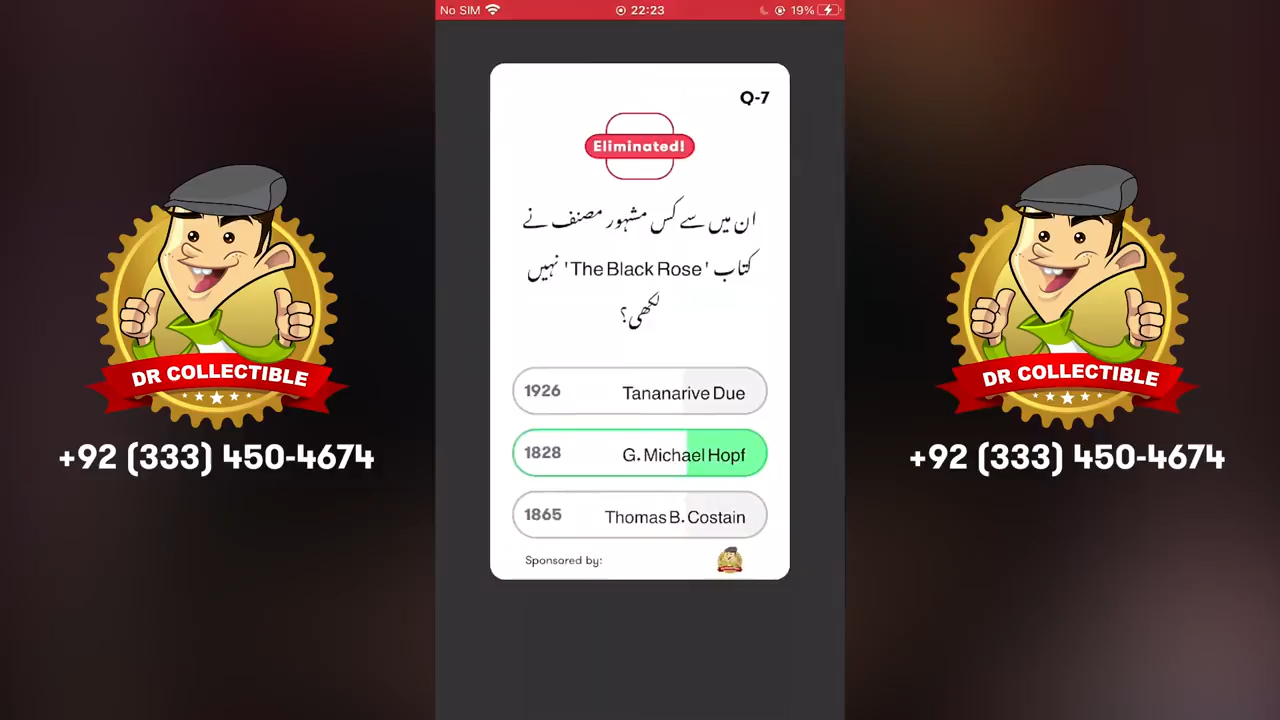 No SIM 22:23 19%
Q-7
Eliminated!
ان میں سے کس مشہور مصنف نے
کتاب 'The Black Rose' نہیں
لکھی؟
1926 Tananarive Due
1828 G. Michael Hopf
1865 Thomas B. Costain
Sponsored by:
DR COLLECTIBLE
+92 (333) 450-4674
DR COLLECTIBLE
+92 (333) 450-4674